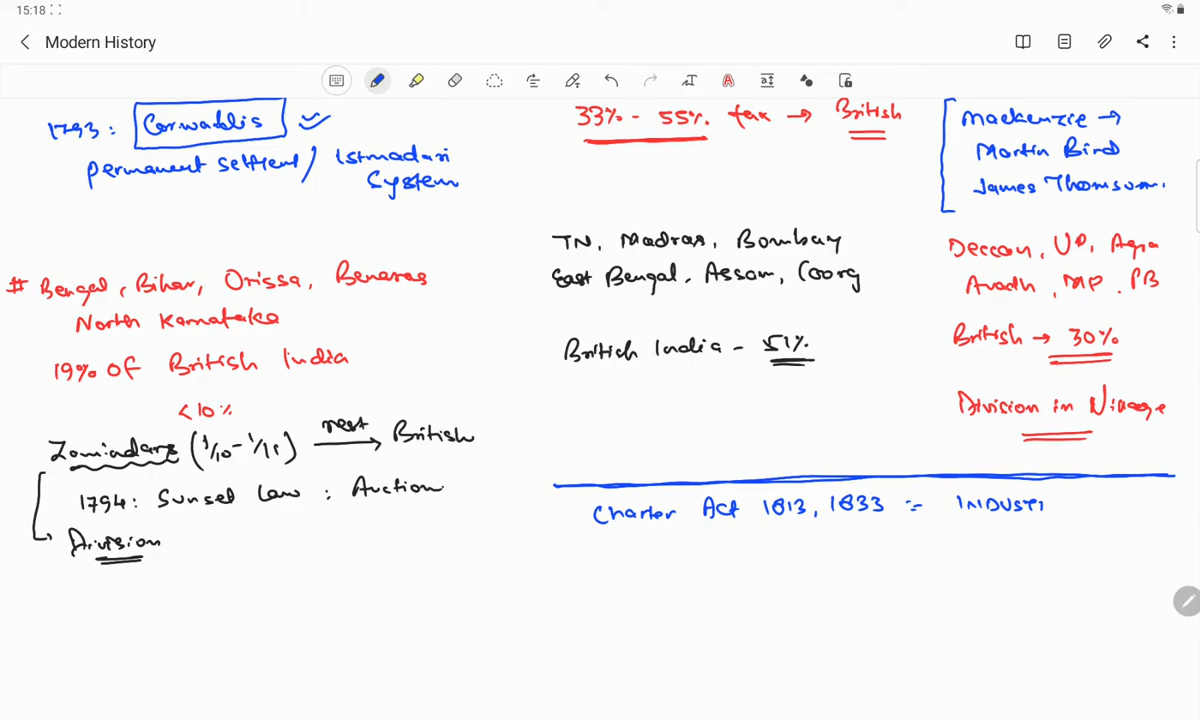 15:18
Modern History
1793: Corwallis
Permanent Settlent / Istmadari
System
# Bengal, Bihar, Orissa, Benaras
North Karnataka
19% of British India
<10%
Zamindars (1/10 - 1/11) rest → British
1794: Sunset Law : Auction
Division
33% - 55% tax → British
TN, Madras, Bombay
East Bengal, Assam, Coorg
British India - 51%
Mackenzie →
Martin Bird
James Thomson.
Deccan, UP, Agra
Avadh, MP, PB
British → 30%
Division in Village
Charter Act 1813, 1833 = INDUSTR